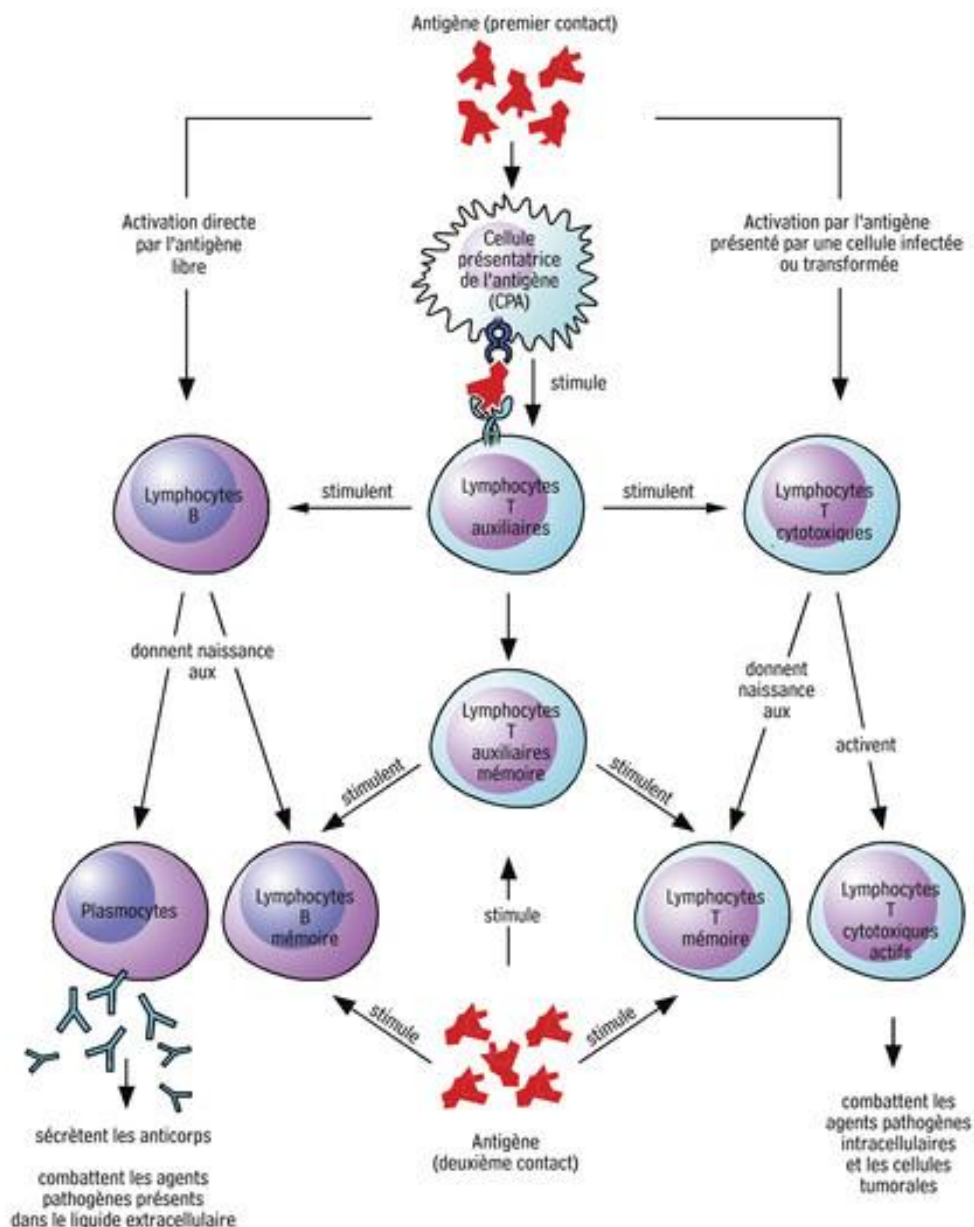 Antigène (premier contact)
Activation directe
par l'antigène
libre
Cellule
présentatrice
de l'antigène
(CPA)
Activation par l'antigène
présenté par une cellule infectée
ou transformée
stimule
Lymphocytes
B
stimulent
Lymphocytes
T
auxiliaires
stimulent
Lymphocytes
T
cytotoxiques
donnent naissance
aux
Lymphocytes
T
auxiliaires
mémoire
donnent
naissance
aux
activent
stimulent
stimulent
Plasmocytes
Lymphocytes
B
mémoire
stimule
Lymphocytes
T
mémoire
Lymphocytes
T
cytotoxiques
actifs
stimule
stimule
sécrètent les anticorps
combattent les agents
pathogènes présents
dans le liquide extracellulaire
Antigène
(deuxième contact)
combattent les
agents pathogènes
intracellulaires
et les cellules
tumorales